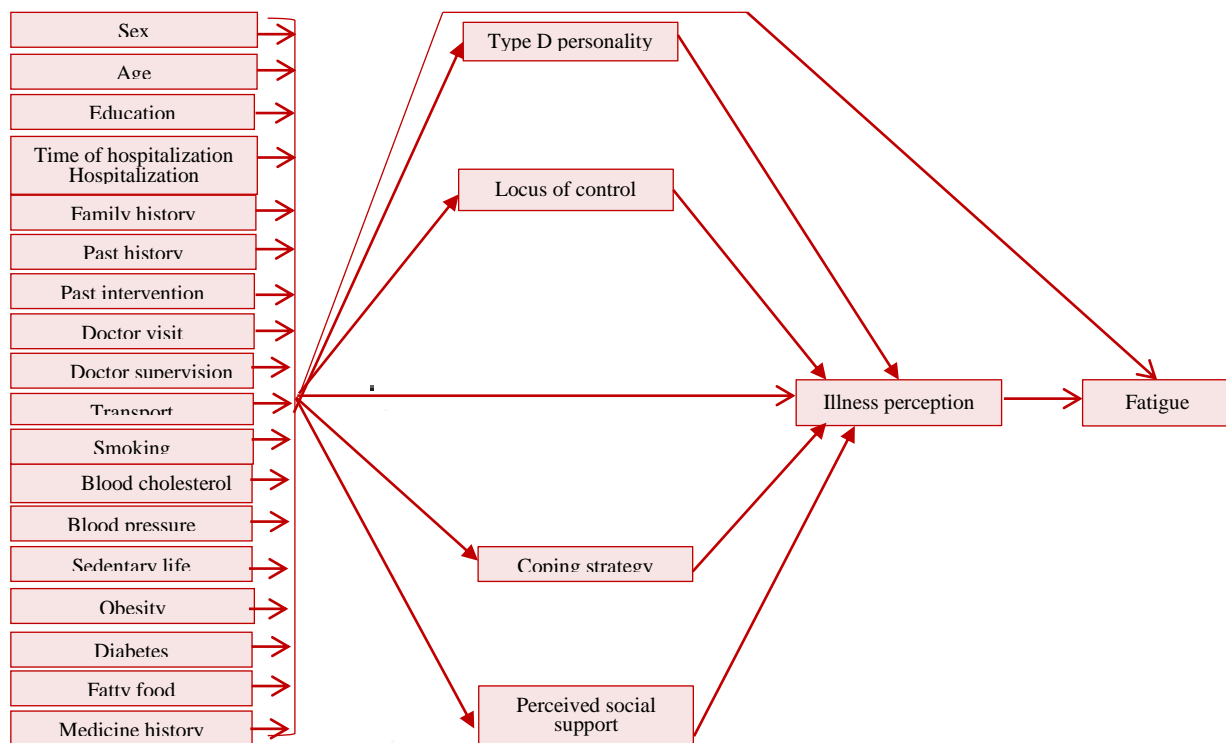 Sex
Age
Education
Time of hospitalization
Hospitalization
Family history
Past history
Past intervention
Doctor visit
Doctor supervision
Transport
Smoking
Blood cholesterol
Blood pressure
Sedentary life
Obesity
Diabetes
Fatty food
Medicine history
Type D personality
Locus of control
Illness perception
Fatigue
Coping strategy
Perceived social
support